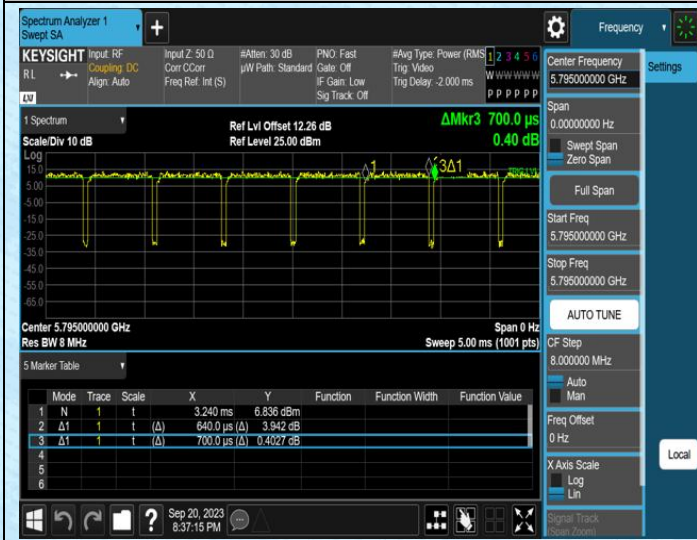 Spectrum Analyzer 1
Swept SA
Frequency
KEYSIGHT
RL
Input: RF
Coupling: DC
Align: Auto
Input Z: 50 Ω
Corr CCorr
Freq Ref: Int (S)
#Atten: 30 dB
µW Path: Standard
PNO: Fast
Gate: Off
IF Gain: Low
Sig Track: Off
#Avg Type: Power (RMS
Trig: Video
Trig Delay: -2.000 ms
1 2 3 4 5 6
W W W W W W
P P P P P P
LXI
1 Spectrum
Scale/Div 10 dB
Ref Lvl Offset 12.26 dB
Ref Level 25.00 dBm
ΔMkr3 700.0 µs
0.40 dB
Log
15.0
5.00
-5.00
-15.0
-25.0
-35.0
-45.0
-55.0
-65.0
1
3Δ1
Center 5.795000000 GHz
Res BW 8 MHz
Span 0 Hz
Sweep 5.00 ms (1001 pts)
5 Marker Table
Mode Trace Scale X Y Function Function Width Function Value
1 N 1 t 3.240 ms 6.836 dBm
2 Δ1 1 t (Δ) 640.0 µs (Δ) 3.942 dB
3 Δ1 1 t (Δ) 700.0 µs (Δ) 0.4027 dB
4
5
6
Sep 20, 2023
8:37:15 PM
Center Frequency
5.795000000 GHz
Span
0.00000000 Hz
Swept Span
Zero Span
Full Span
Start Freq
5.795000000 GHz
Stop Freq
5.795000000 GHz
AUTO TUNE
CF Step
8.000000 MHz
Auto
Man
Freq Offset
0 Hz
X Axis Scale
Log
Lin
Signal Track
(Span Zoom)
Settings
Local